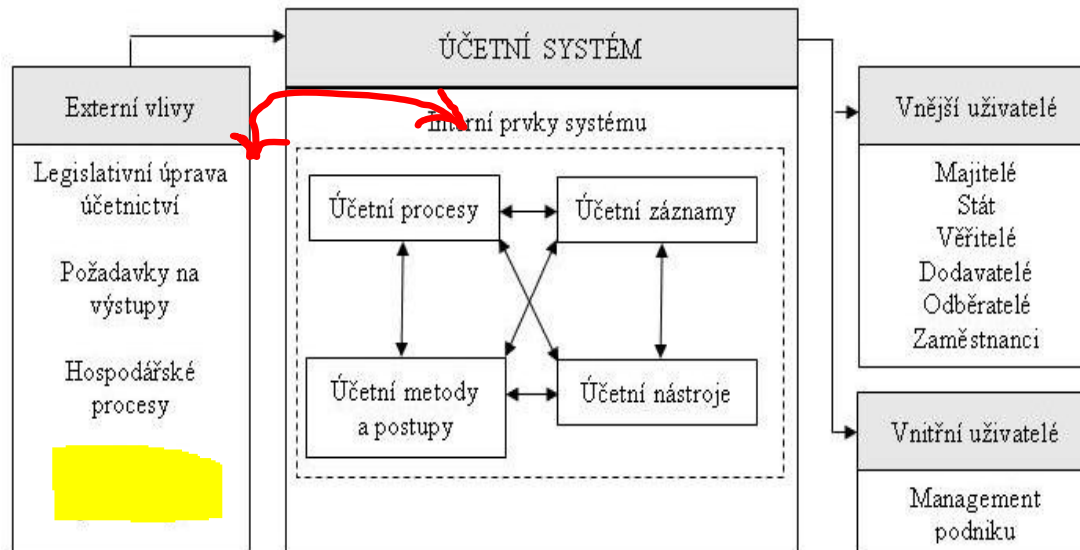 ÚČETNÍ SYSTÉM
Externí vlivy
Legislativní úprava
účetnictví
Požadavky na
výstupy
Hospodářské
procesy
Interní prvky systému
Účetní procesy
Účetní záznamy
Účetní metody
a postupy
Účetní nástroje
Vnější uživatelé
Majitelé
Stát
Věřitelé
Dodavatelé
Odběratelé
Zaměstnanci
Vnitřní uživatelé
Management
podniku